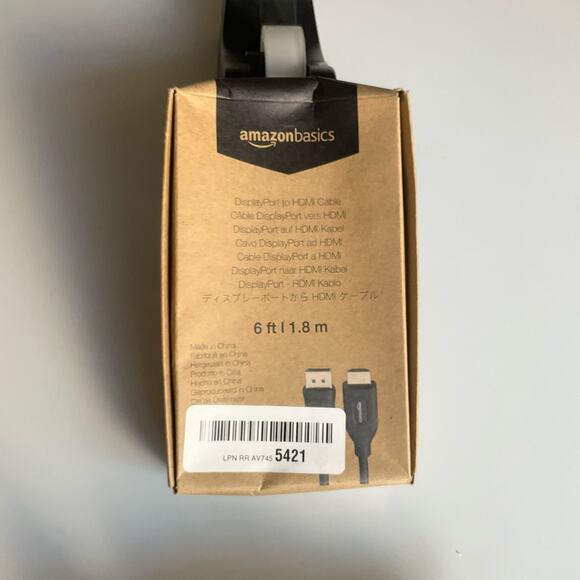 amazonbasics
DisplayPort to HDMI Cable
Câble DisplayPort vers HDMI
DisplayPort auf HDMI-Kabel
Cavo DisplayPort ad HDMI
Cable DisplayPort a HDMI
DisplayPort naar HDMI Kabel
DisplayPort - HDMI Kablo
ディスプレーポートから HDMI ケーブル
6 ft | 1.8 m
Made in China
Fabriqué en Chine
Hergestellt in China
Prodotto in Cina
Hecho en China
Geproduceerd in China
LPN RR AV745 5421